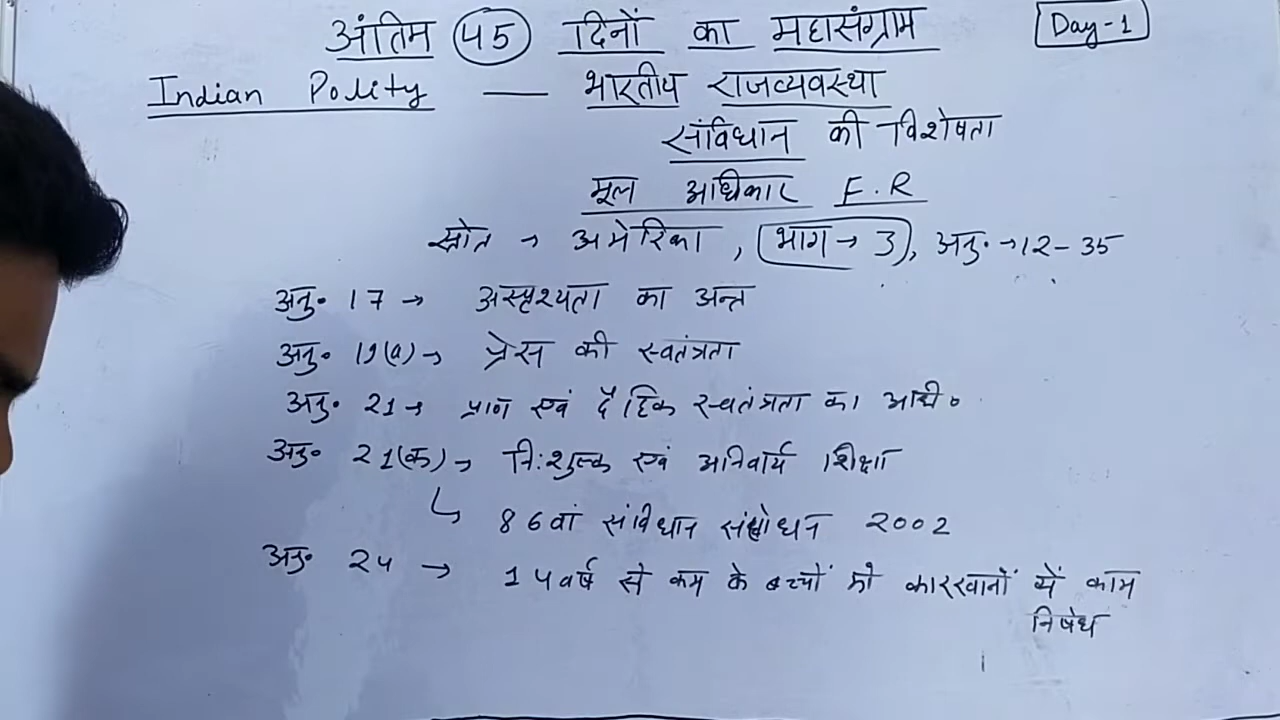 अंतिम 45 दिनों का महासंग्राम Day-1
Indian Polity — भारतीय राजव्यवस्था
संविधान की विशेषता
मूल अधिकार F.R
स्रोत → अमेरिका, भाग → 3, अनु॰ → 12-35
अनु॰ 17 → अस्पृश्यता का अन्त
अनु॰ 19(a) → प्रेस की स्वतंत्रता
अनु॰ 21 → प्राण एवं दैहिक स्वतंत्रता का अधि॰
अनु॰ 21(क) → नि:शुल्क एवं अनिवार्य शिक्षा
↳ 86वां संविधान संशोधन 2002
अनु॰ 24 → 14 वर्ष से कम के बच्चों को कारखानों में काम
निषेध